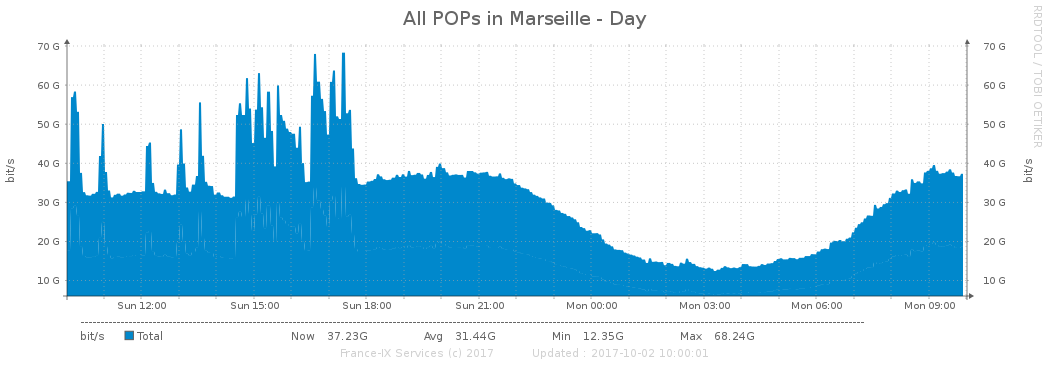 All POPs in Marseille - Day
RRDTOOL / TOBI OETIKER
70 G 70 G
60 G 60 G
50 G 50 G
40 G 40 G
30 G 30 G
20 G 20 G
10 G 10 G
bit/s bit/s
Sun 12:00 Sun 15:00 Sun 18:00 Sun 21:00 Mon 00:00 Mon 03:00 Mon 06:00 Mon 09:00
bit/s Total Now 37.23G Avg 31.44G Min 12.35G Max 68.24G
France-IX Services (c) 2017 Updated : 2017-10-02 10:00:01